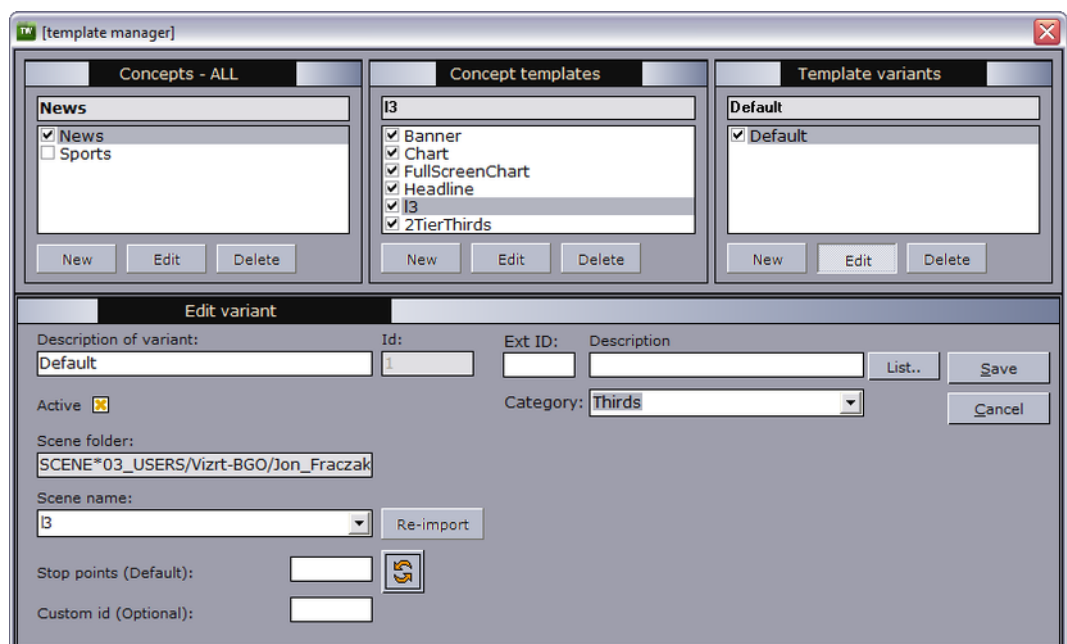 TW [template manager]
Concepts - ALL
News
News
Sports
New Edit Delete
Concept templates
l3
Banner
Chart
FullScreenChart
Headline
l3
2TierThirds
New Edit Delete
Template variants
Default
Default
New Edit Delete
Edit variant
Description of variant: Id: Ext ID: Description
Default 1 List.. Save
Active Category: Thirds Cancel
Scene folder:
SCENE*03_USERS/Vizrt-BGO/Jon_Fraczak
Scene name:
l3 Re-import
Stop points (Default):
Custom id (Optional):